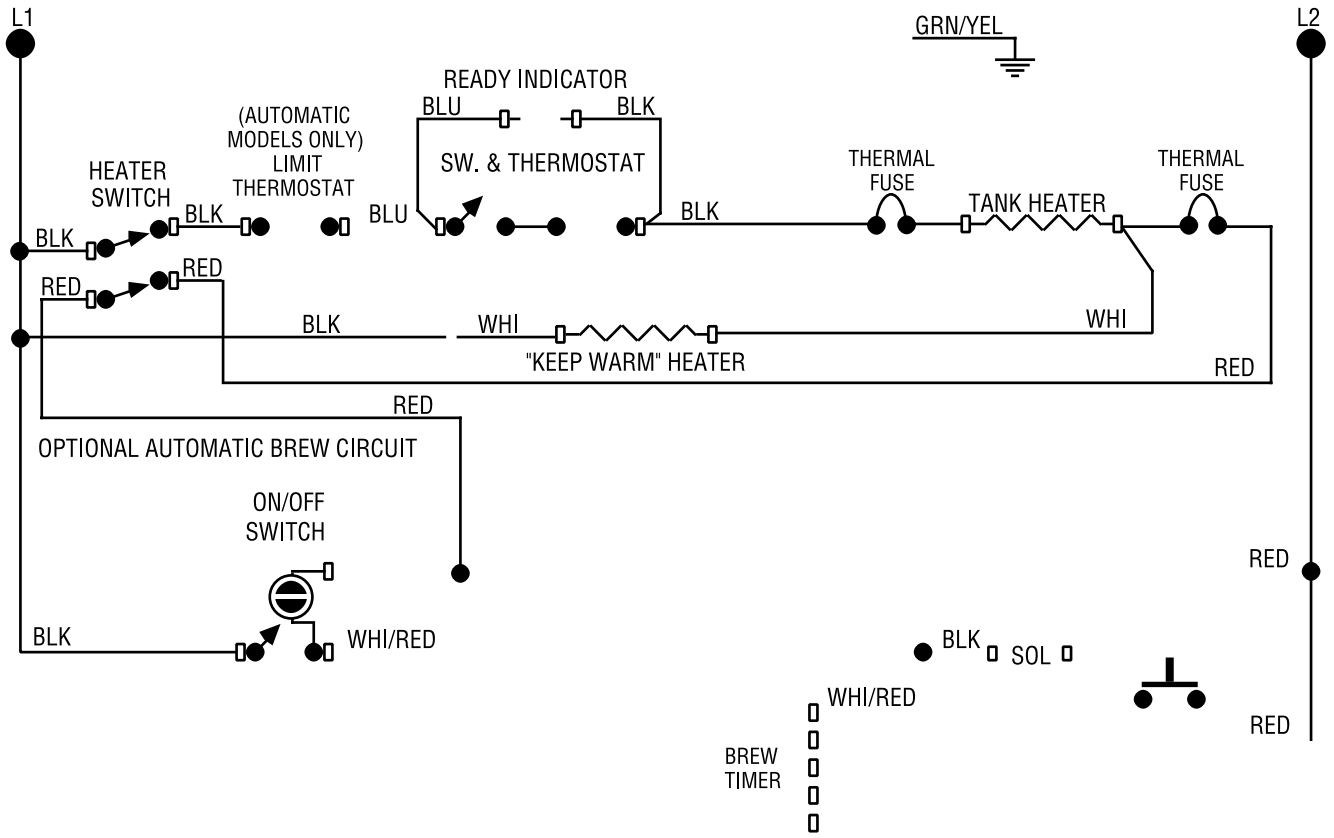 L1
GRN/YEL
L2
READY INDICATOR
BLU
BLK
(AUTOMATIC
MODELS ONLY)
LIMIT
THERMOSTAT
SW. & THERMOSTAT
HEATER
SWITCH
THERMAL
FUSE
THERMAL
FUSE
TANK HEATER
BLK
BLK
BLU
BLK
RED
RED
BLK
WHI
WHI
"KEEP WARM" HEATER
RED
RED
OPTIONAL AUTOMATIC BREW CIRCUIT
ON/OFF
SWITCH
RED
BLK
WHI/RED
BLK
SOL
WHI/RED
RED
BREW
TIMER